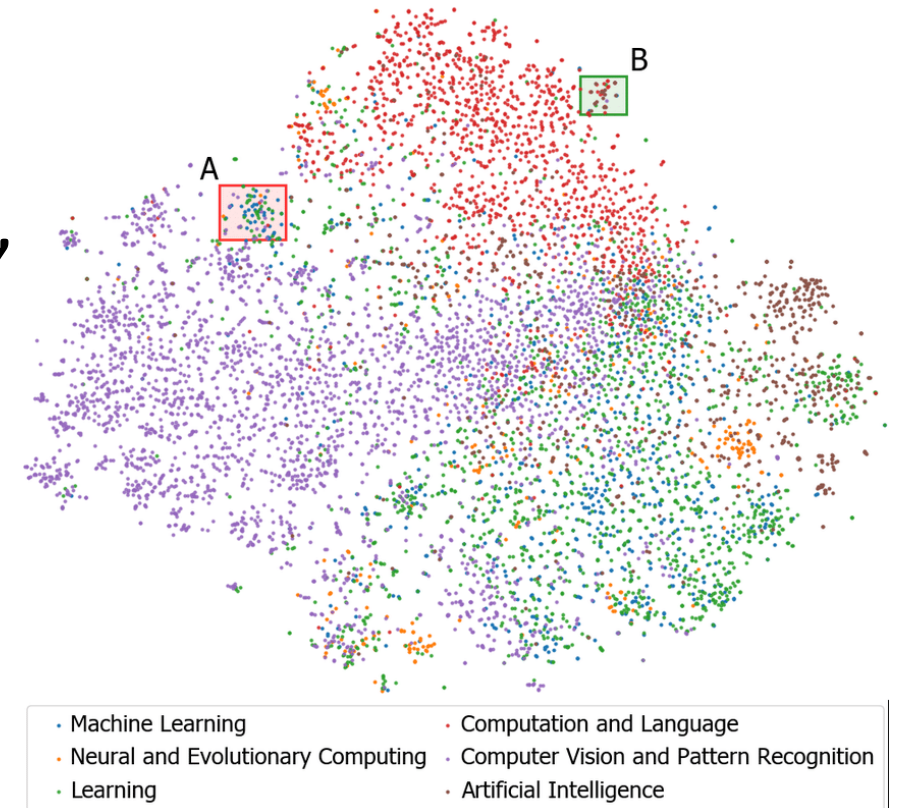 B
A
Machine Learning
Computation and Language
Neural and Evolutionary Computing
Computer Vision and Pattern Recognition
Learning
Artificial Intelligence